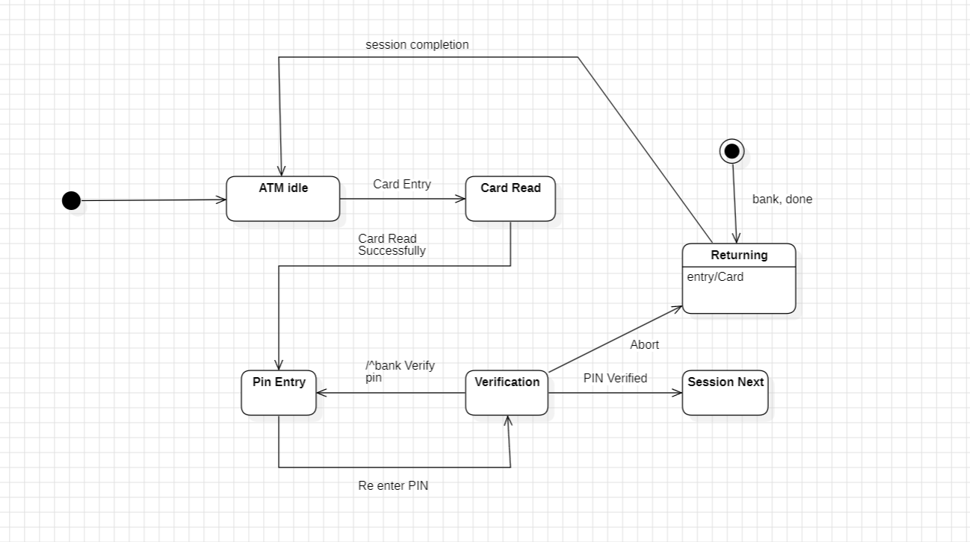 session completion
ATM idle
Card Entry
Card Read
bank, done
Card Read
Successfully
Returning
entry/Card
Abort
/^bank Verify
pin
PIN Verified
Pin Entry
Verification
Session Next
Re enter PIN